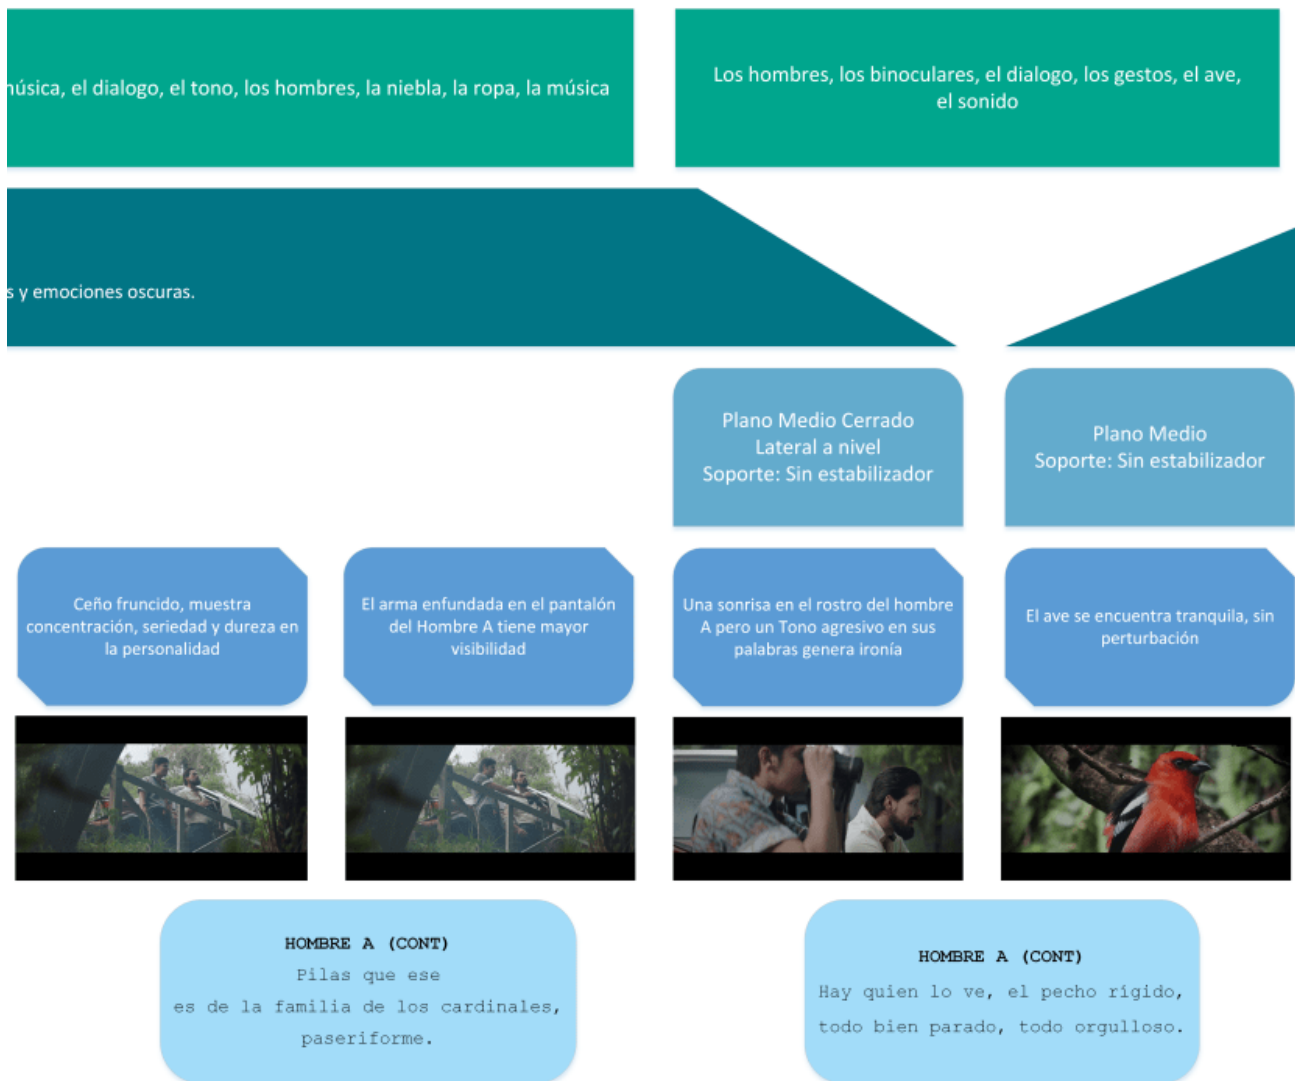 música, el dialogo, el tono, los hombres, la niebla, la ropa, la música
Los hombres, los binoculares, el dialogo, los gestos, el ave,
el sonido
s y emociones oscuras.
Plano Medio Cerrado
Lateral a nivel
Soporte: Sin estabilizador
Plano Medio
Soporte: Sin estabilizador
Ceño fruncido, muestra
concentración, seriedad y dureza en
la personalidad
El arma enfundada en el pantalón
del Hombre A tiene mayor
visibilidad
Una sonrisa en el rostro del hombre
A pero un Tono agresivo en sus
palabras genera ironía
El ave se encuentra tranquila, sin
perturbación
HOMBRE A (CONT)
Pilas que ese
es de la familia de los cardinales,
paseriforme.
HOMBRE A (CONT)
Hay quien lo ve, el pecho rígido,
todo bien parado, todo orgulloso.